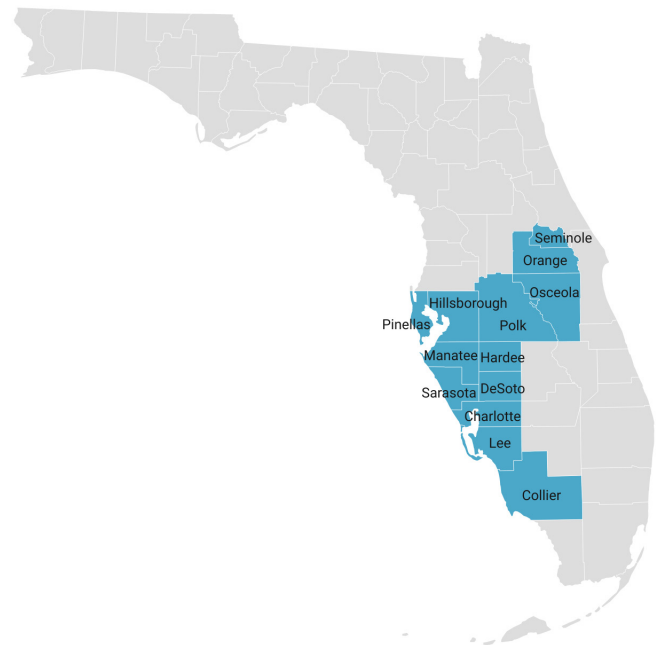 Seminole
Orange
Osceola
Hillsborough
Pinellas
Polk
Manatee
Hardee
Sarasota
DeSoto
Charlotte
Lee
Collier